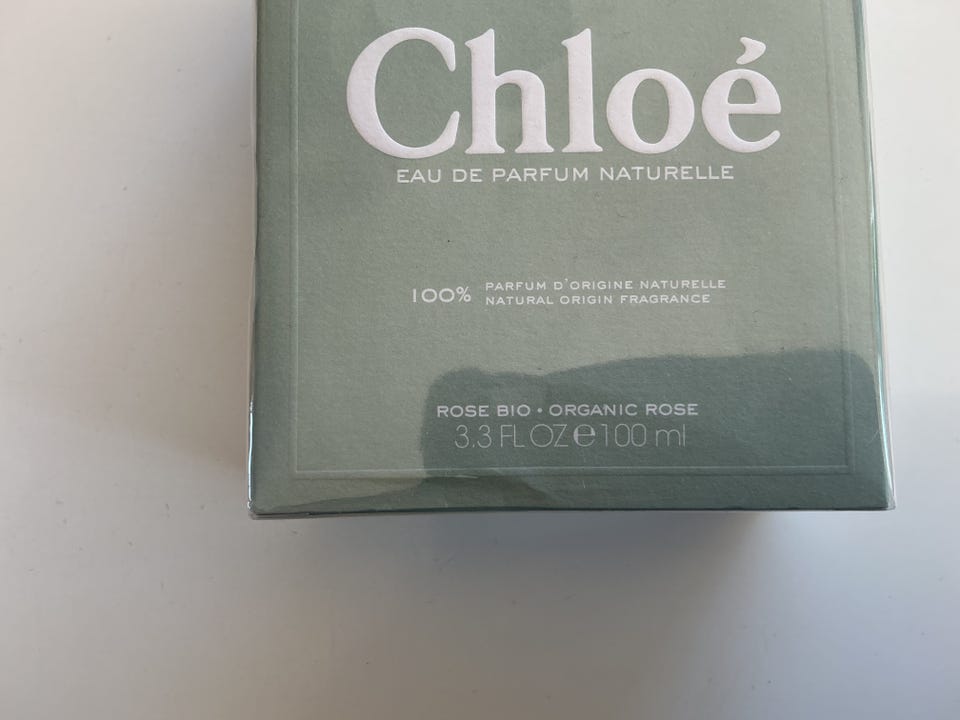 Chloé
EAU DE PARFUM NATURELLE
100% PARFUM D'ORIGINE NATURELLE
NATURAL ORIGIN FRAGRANCE
ROSE BIO • ORGANIC ROSE
3.3 FL OZ ℮ 100 ml